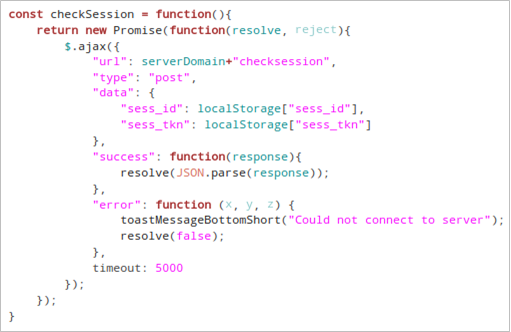 const checkSession = function(){
    return new Promise(function(resolve, reject){
        $.ajax({
            "url": serverDomain+"checksession",
            "type": "post",
            "data": {
                "sess_id": localStorage["sess_id"],
                "sess_tkn": localStorage["sess_tkn"]
            },
            "success": function(response){
                resolve(JSON.parse(response));
            },
            "error": function (x, y, z) {
                toastMessageBottomShort("Could not connect to server");
                resolve(false);
            },
            timeout: 5000
        });
    });
}